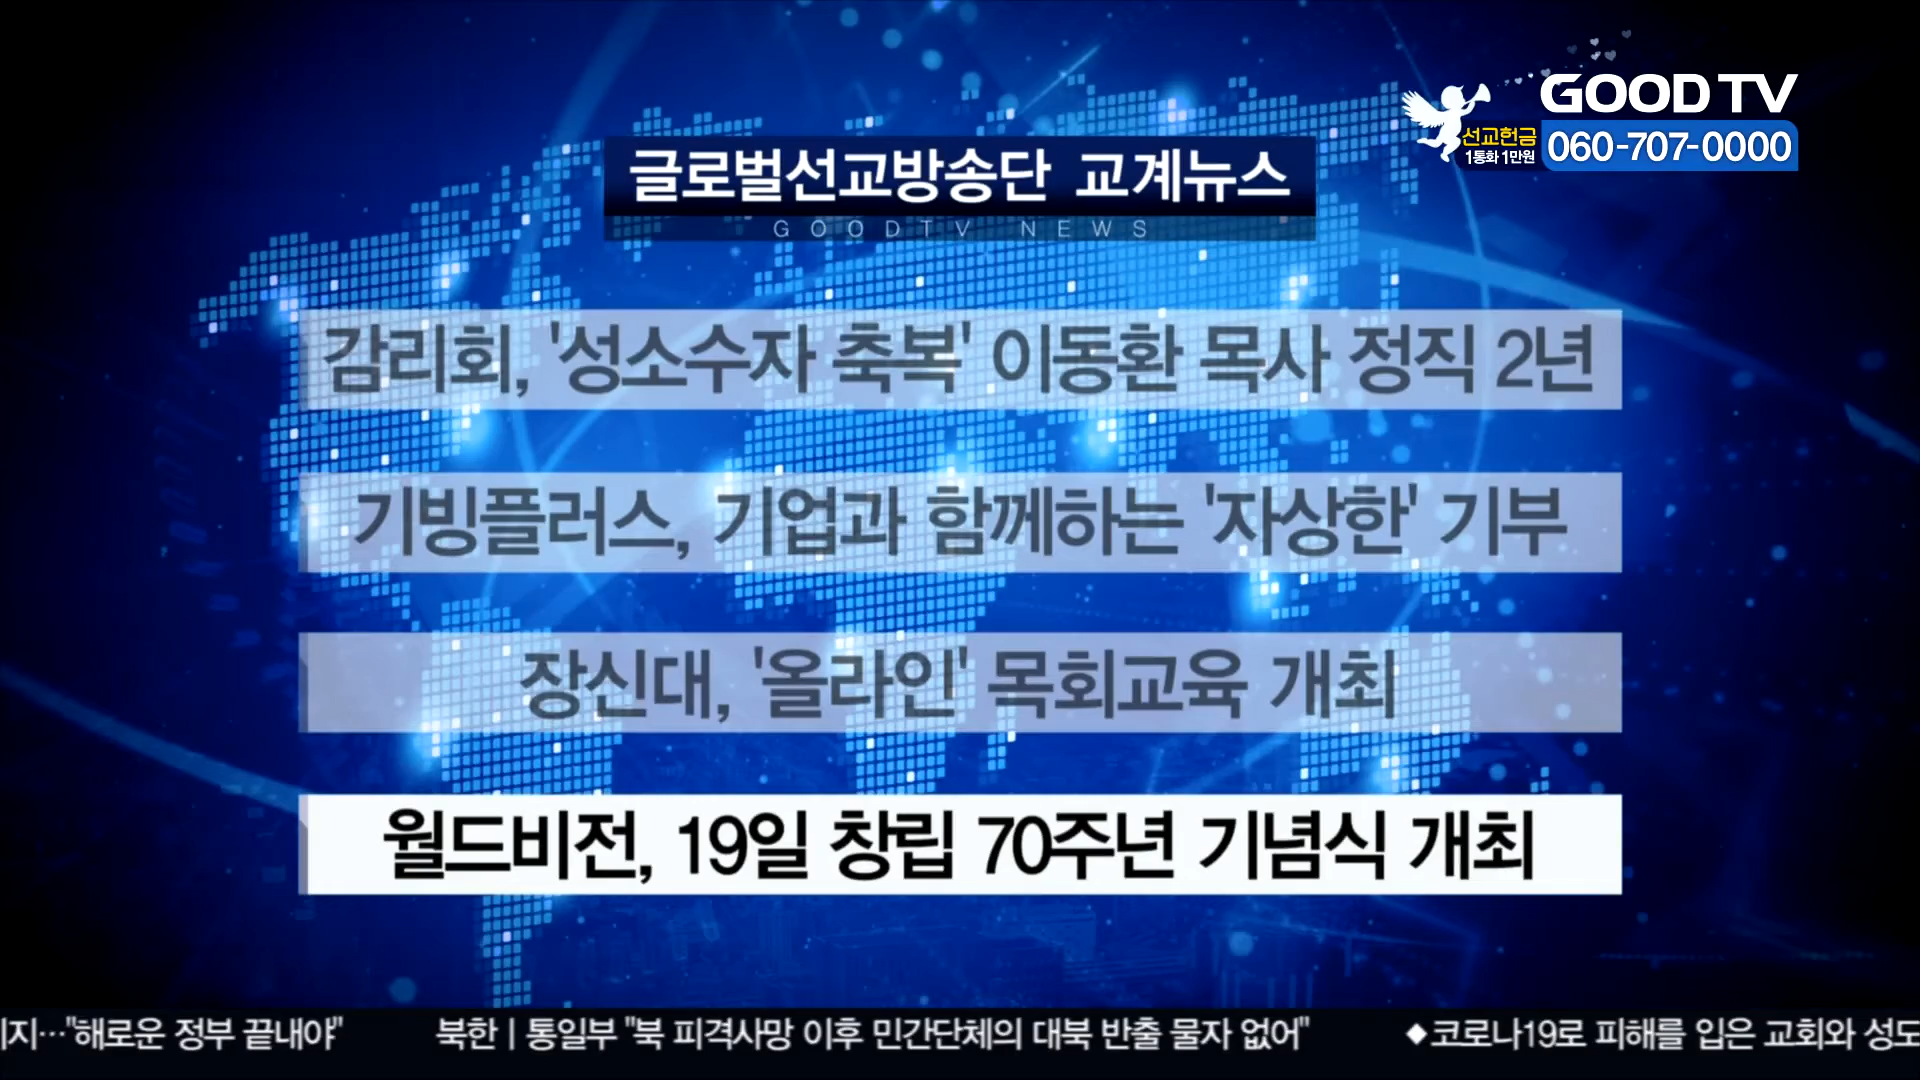 GOOD TV
선교헌금
1통화 1만원
060-707-0000
글로벌선교방송단 교계뉴스
GOODTV NEWS
감리회, '성소수자 축복' 이동환 목사 정직 2년
기빙플러스, 기업과 함께하는 '자상한' 기부
장신대, '올라인' 목회교육 개최
월드비전, 19일 창립 70주년 기념식 개최
지…"해로운 정부 끝내야" 북한 | 통일부 "북 피격사망 이후 민간단체의 대북 반출 물자 없어" ◆코로나19로 피해를 입은 교회와 성도